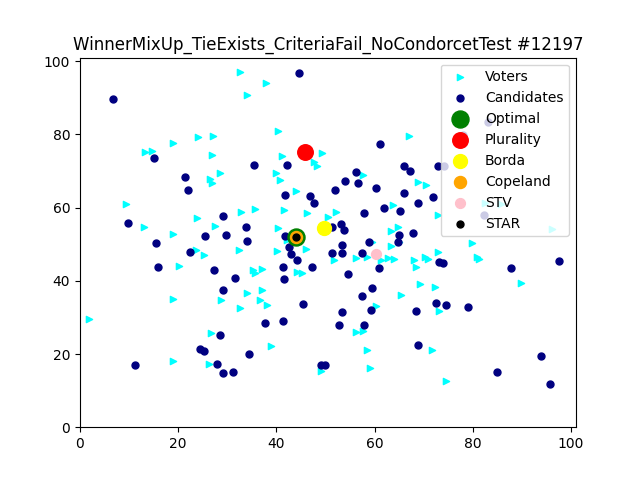 WinnerMixUp_TieExists_CriteriaFail_NoCondorcetTest #12197
100
80
60
40
20
0
0
20
40
60
80
100
Voters
Candidates
Optimal
Plurality
Borda
Copeland
STV
STAR